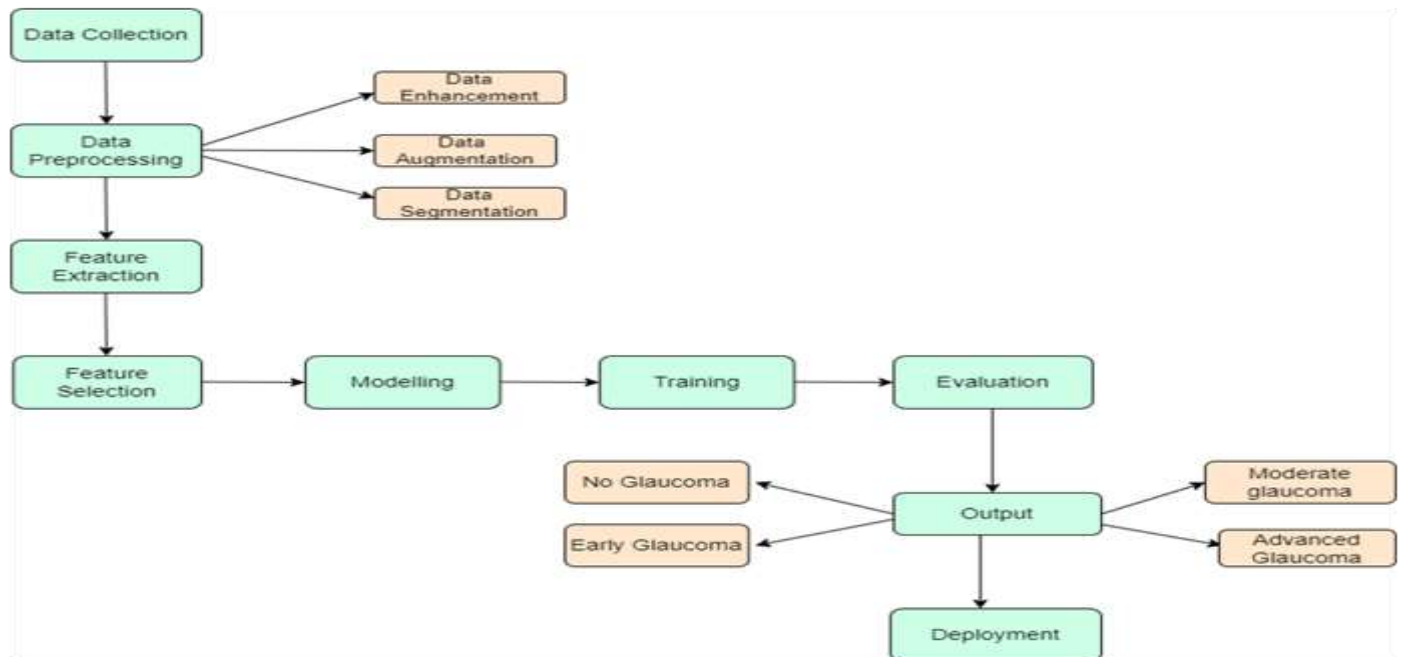 Data Collection
Data
Enhancement
Data
Preprocessing
Data
Augmentation
Data
Segmentation
Feature
Extraction
Feature
Selection
Modelling
Training
Evaluation
No Glaucoma
Early Glaucoma
Output
Moderate
glaucoma
Advanced
Glaucoma
Deployment